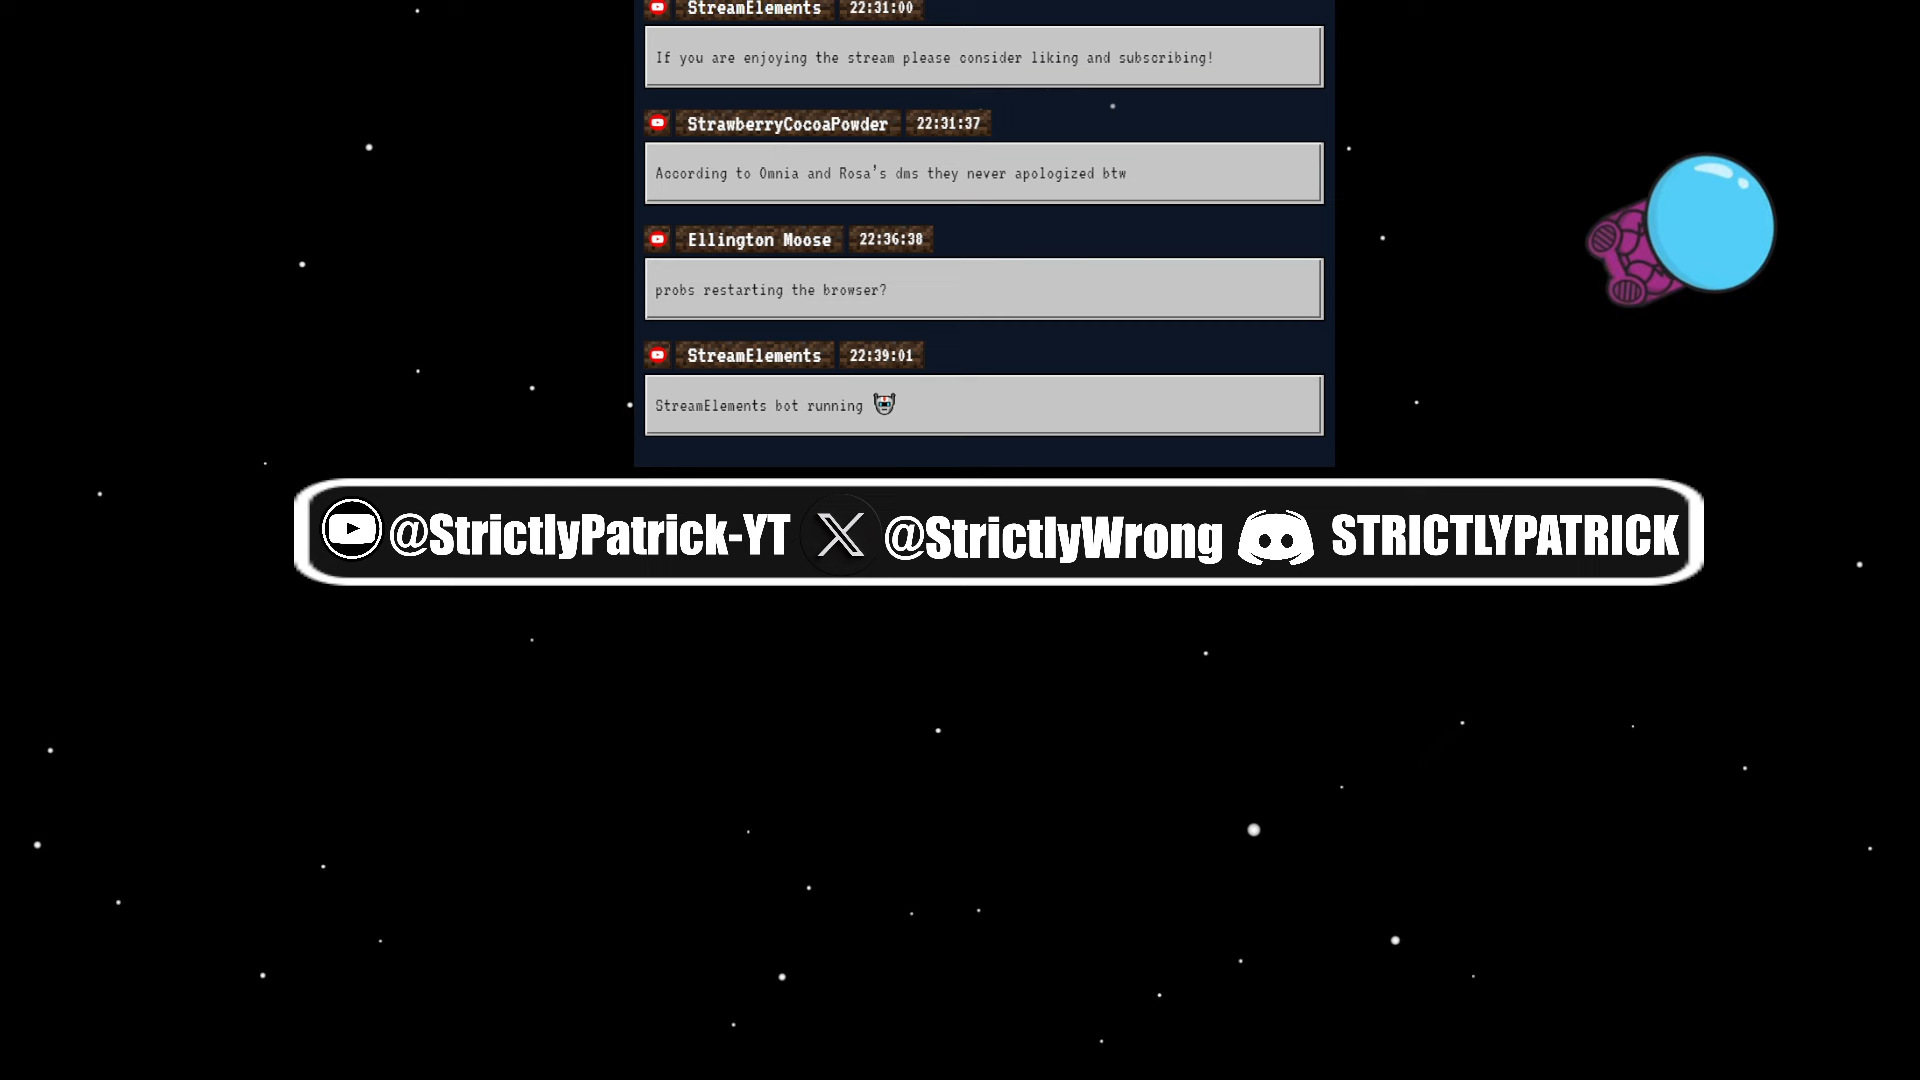 StreamElements 22:31:00
If you are enjoying the stream please consider liking and subscribing!
StrawberryCocoaPowder 22:31:37
According to Omnia and Rosa's dms they never apologized btw
Ellington Moose 22:36:38
probs restarting the browser?
StreamElements 22:39:01
StreamElements bot running
@StrictlyPatrick-YT @StrictlyWrong STRICTLYPATRICK